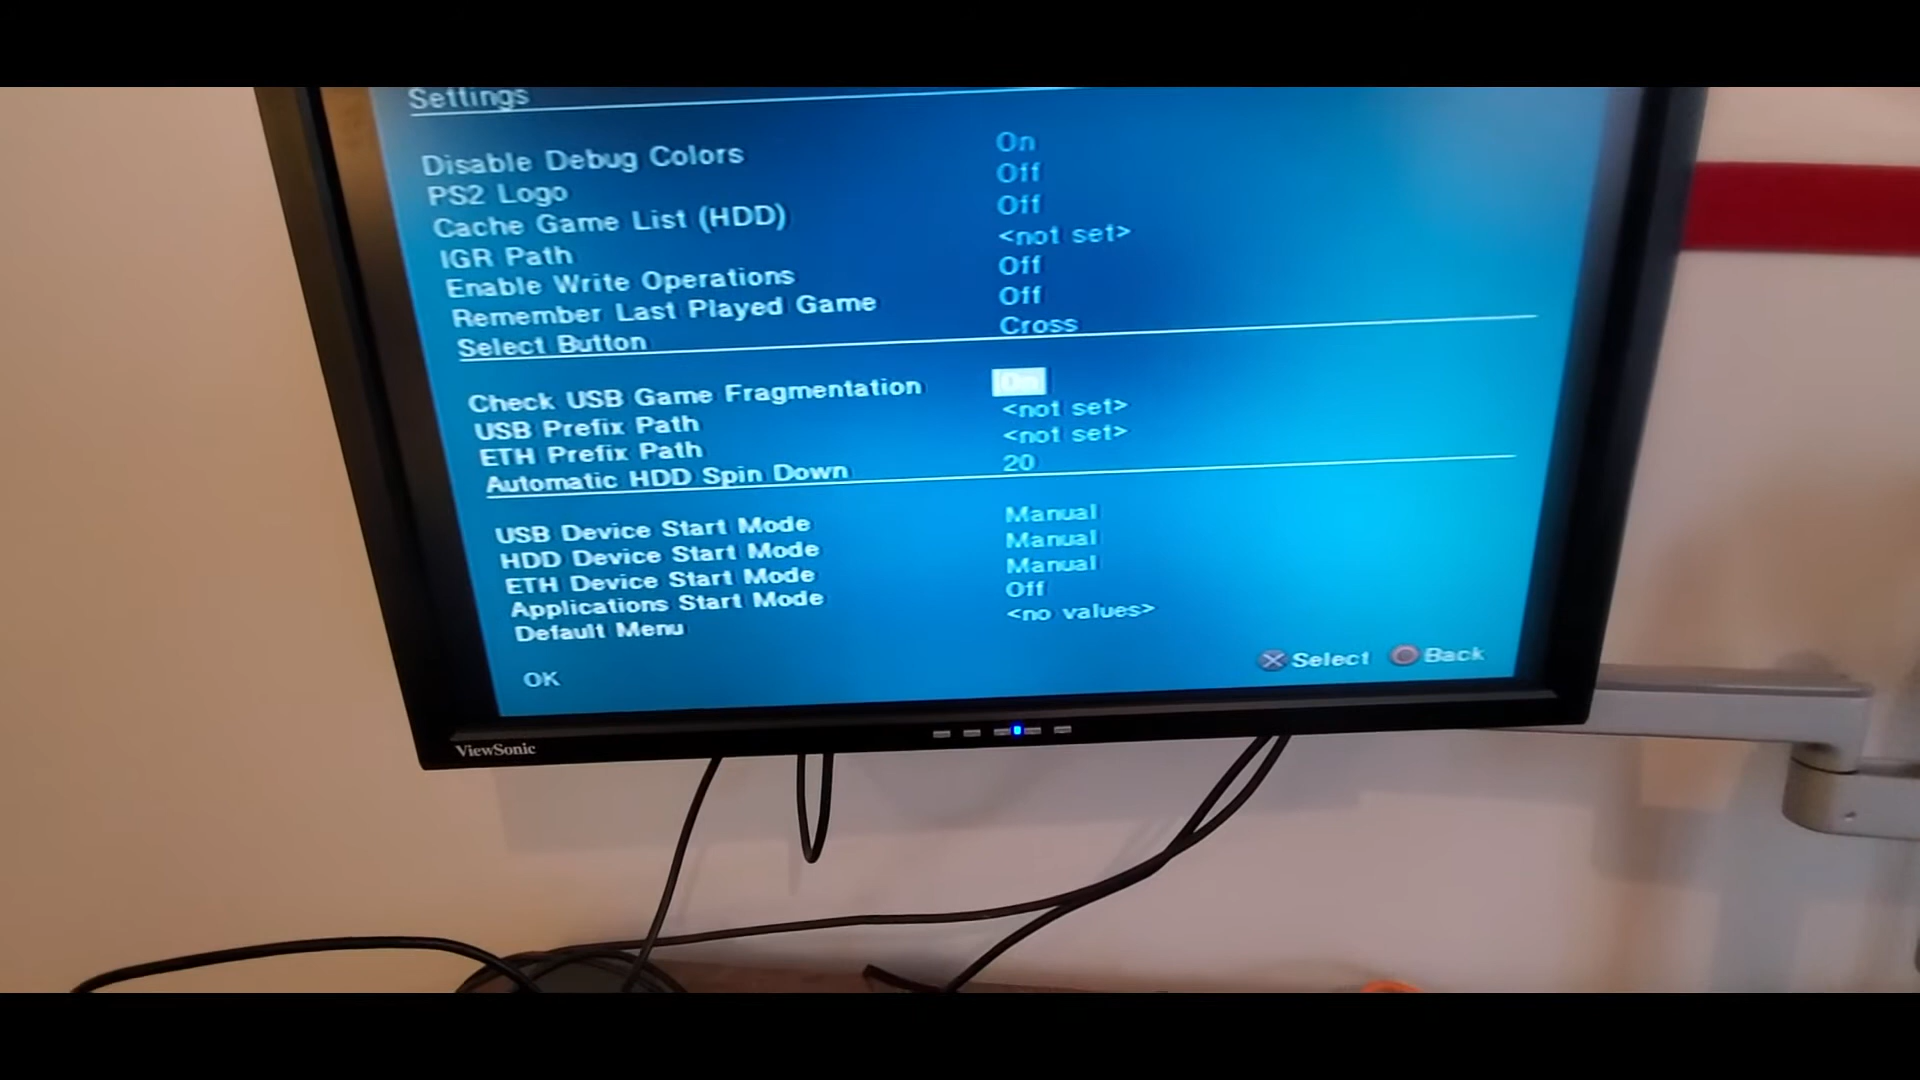 Settings
Disable Debug Colors On
PS2 Logo Off
Cache Game List (HDD) Off
IGR Path <not set>
Enable Write Operations Off
Remember Last Played Game Off
Select Button Cross
Check USB Game Fragmentation On
USB Prefix Path <not set>
ETH Prefix Path <not set>
Automatic HDD Spin Down 20
USB Device Start Mode Manual
HDD Device Start Mode Manual
ETH Device Start Mode Manual
Applications Start Mode Off
Default Menu <no values>
OK
Select Back
ViewSonic